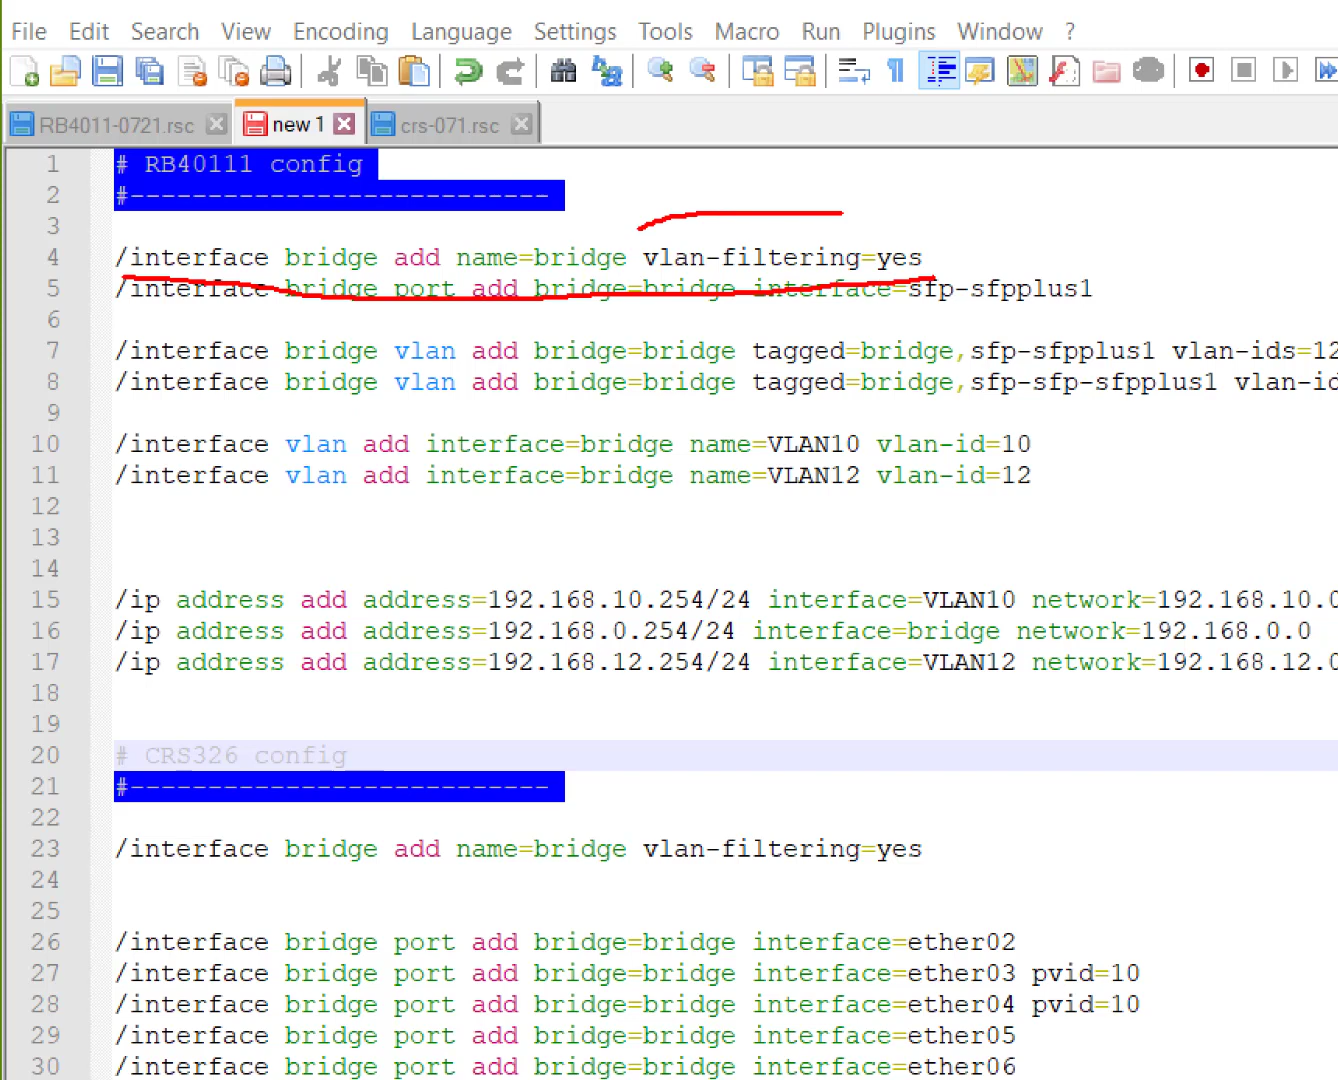 File Edit Search View Encoding Language Settings Tools Macro Run Plugins Window ?
RB4011-0721.rsc new 1 crs-071.rsc
1 # RB40111 config
2 #---------------------------
3
4 /interface bridge add name=bridge vlan-filtering=yes
5 /interface bridge port add bridge=bridge interface=sfp-sfpplus1
6
7 /interface bridge vlan add bridge=bridge tagged=bridge,sfp-sfpplus1 vlan-ids=12
8 /interface bridge vlan add bridge=bridge tagged=bridge,sfp-sfp-sfpplus1 vlan-id
9
10 /interface vlan add interface=bridge name=VLAN10 vlan-id=10
11 /interface vlan add interface=bridge name=VLAN12 vlan-id=12
12
13
14
15 /ip address add address=192.168.10.254/24 interface=VLAN10 network=192.168.10.0
16 /ip address add address=192.168.0.254/24 interface=bridge network=192.168.0.0
17 /ip address add address=192.168.12.254/24 interface=VLAN12 network=192.168.12.0
18
19
20 # CRS326 config
21 #---------------------------
22
23 /interface bridge add name=bridge vlan-filtering=yes
24
25
26 /interface bridge port add bridge=bridge interface=ether02
27 /interface bridge port add bridge=bridge interface=ether03 pvid=10
28 /interface bridge port add bridge=bridge interface=ether04 pvid=10
29 /interface bridge port add bridge=bridge interface=ether05
30 /interface bridge port add bridge=bridge interface=ether06